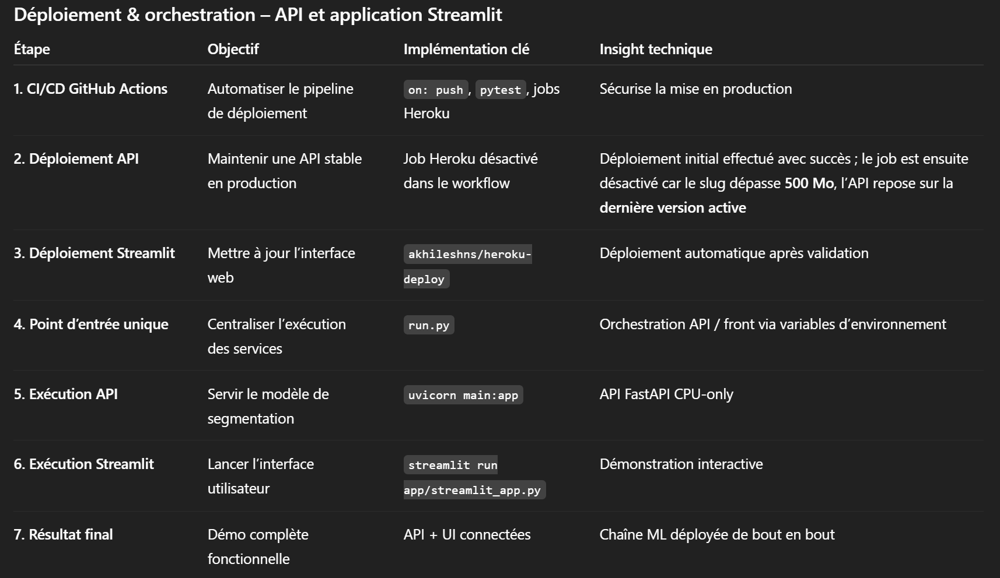 Déploiement & orchestration – API et application Streamlit
Étape Objectif Implémentation clé Insight technique
1. CI/CD GitHub Actions Automatiser le pipeline on: push, pytest, jobs Sécurise la mise en production
de déploiement Heroku
2. Déploiement API Maintenir une API stable Job Heroku désactivé Déploiement initial effectué avec succès ; le job est ensuite
en production dans le workflow désactivé car le slug dépasse 500 Mo, l’API repose sur la
dernière version active
3. Déploiement Streamlit Mettre à jour l’interface akhileshns/heroku- Déploiement automatique après validation
web deploy
4. Point d’entrée unique Centraliser l’exécution run.py Orchestration API / front via variables d’environnement
des services
5. Exécution API Servir le modèle de uvicorn main:app API FastAPI CPU-only
segmentation
6. Exécution Streamlit Lancer l’interface streamlit run Démonstration interactive
utilisateur app/streamlit_app.py
7. Résultat final Démo complète API + UI connectées Chaîne ML déployée de bout en bout
fonctionnelle